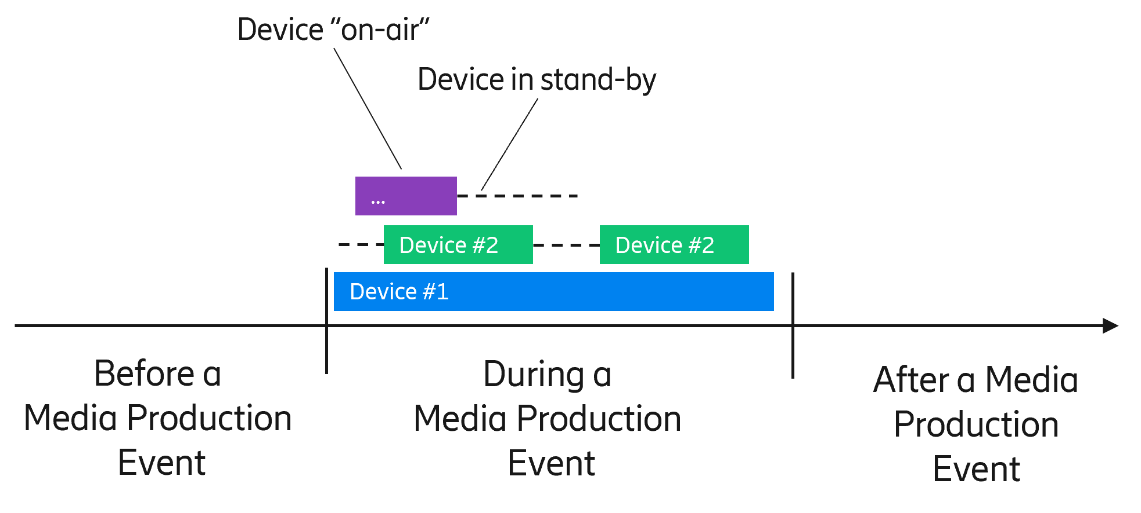 Device “on-air”
Device in stand-by
...
Device #2
Device #2
Device #1
Before a
Media Production
Event
During a
Media Production
Event
After a Media
Production
Event